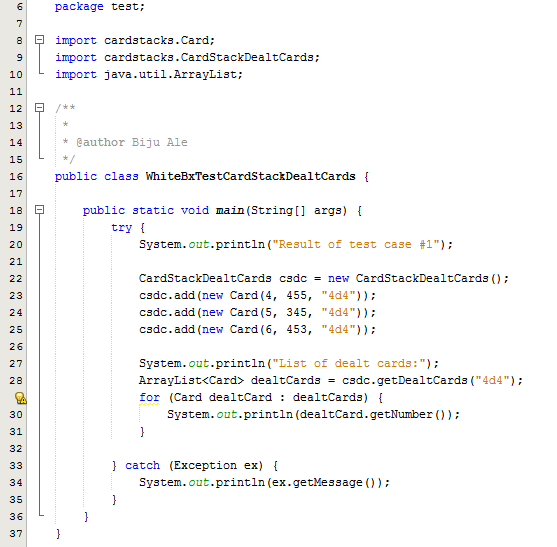 6 package test;
7
8 import cardstacks.Card;
9 import cardstacks.CardStackDealtCards;
10 import java.util.ArrayList;
11
12 /**
13 *
14 * @author Biju Ale
15 */
16 public class WhiteBxTestCardStackDealtCards {
17
18 public static void main(String[] args) {
19 try {
20 System.out.println("Result of test case #1");
21
22 CardStackDealtCards csdc = new CardStackDealtCards();
23 csdc.add(new Card(4, 455, "4d4"));
24 csdc.add(new Card(5, 345, "4d4"));
25 csdc.add(new Card(6, 453, "4d4"));
26
27 System.out.println("List of dealt cards:");
28 ArrayList<Card> dealtCards = csdc.getDealtCards("4d4");
for (Card dealtCard : dealtCards) {
30 System.out.println(dealtCard.getNumber());
31 }
32
33 } catch (Exception ex) {
34 System.out.println(ex.getMessage());
35 }
36 }
37 }